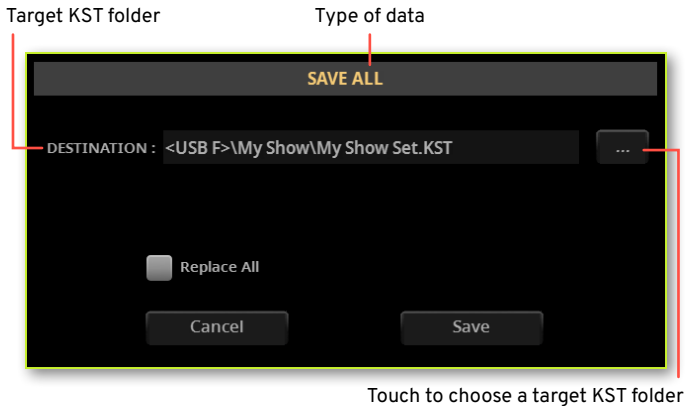 Target KST folder
Type of data
SAVE ALL
DESTINATION : <USB F>\My Show\My Show Set.KST
...
Replace All
Cancel
Save
Touch to choose a target KST folder